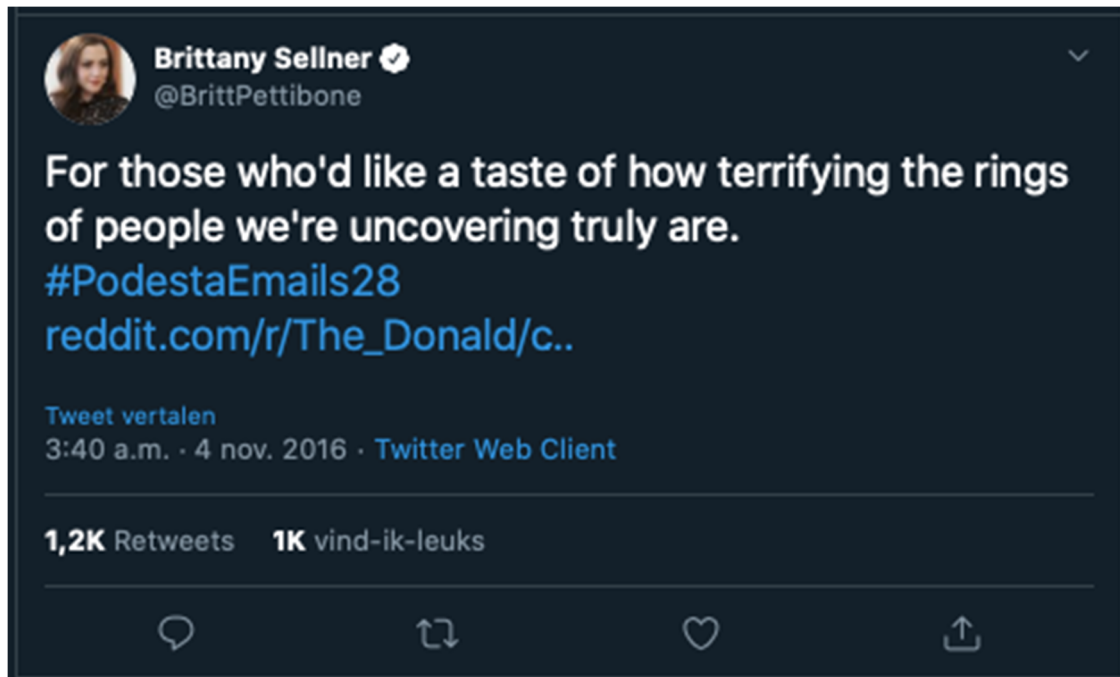 Brittany Sellner
@BrittPettibone
For those who'd like a taste of how terrifying the rings
of people we're uncovering truly are.
#PodestaEmails28
reddit.com/r/The_Donald/c..
Tweet vertalen
3:40 a.m. · 4 nov. 2016 · Twitter Web Client
1,2K Retweets 1K vind-ik-leuks